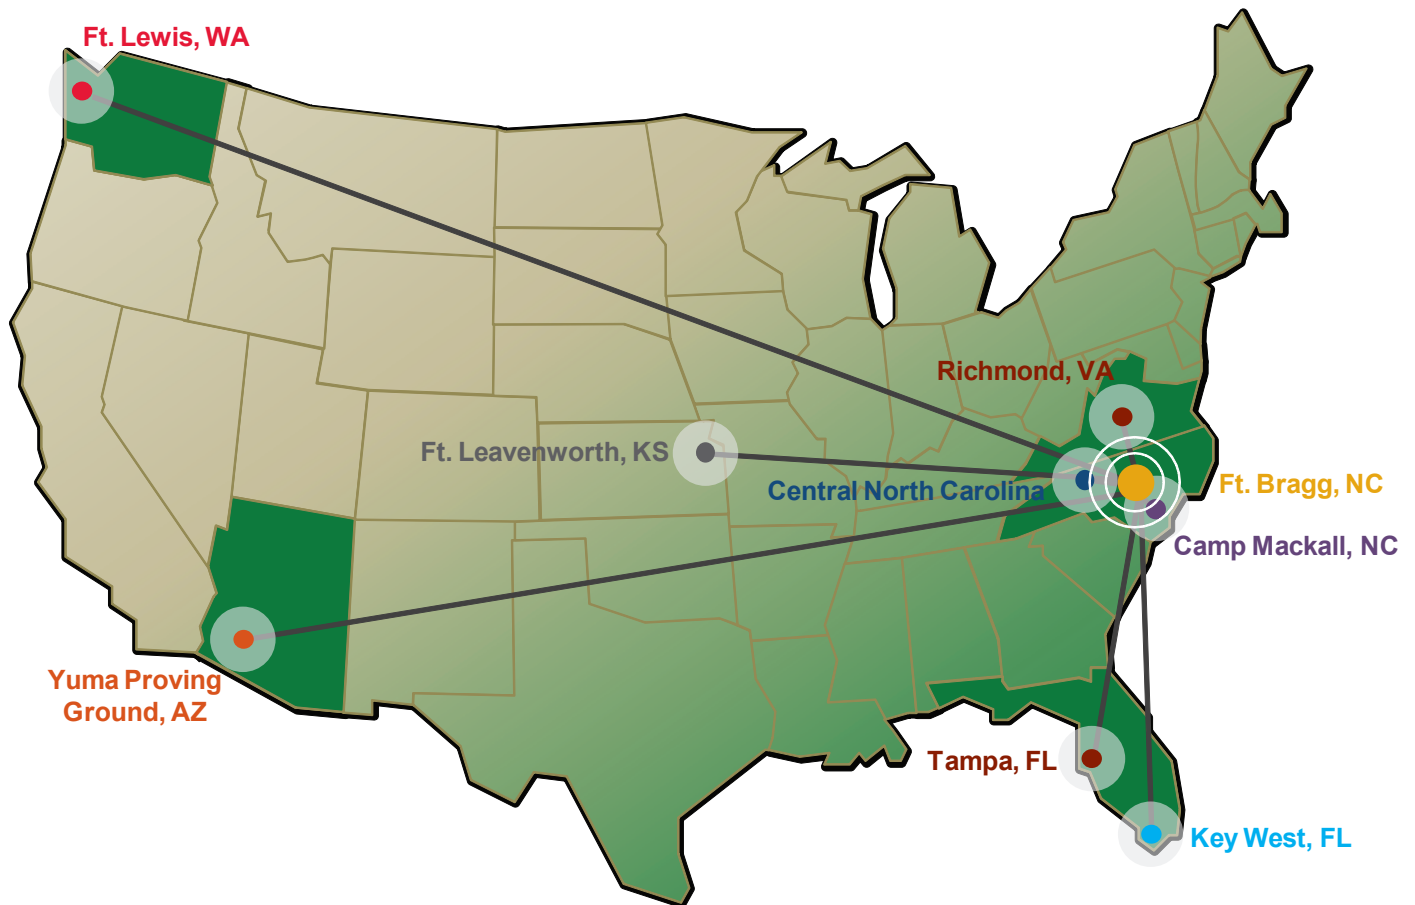 Ft. Lewis, WA
Richmond, VA
Ft. Leavenworth, KS
Central North Carolina
Ft. Bragg, NC
Camp Mackall, NC
Yuma Proving
Ground, AZ
Tampa, FL
Key West, FL